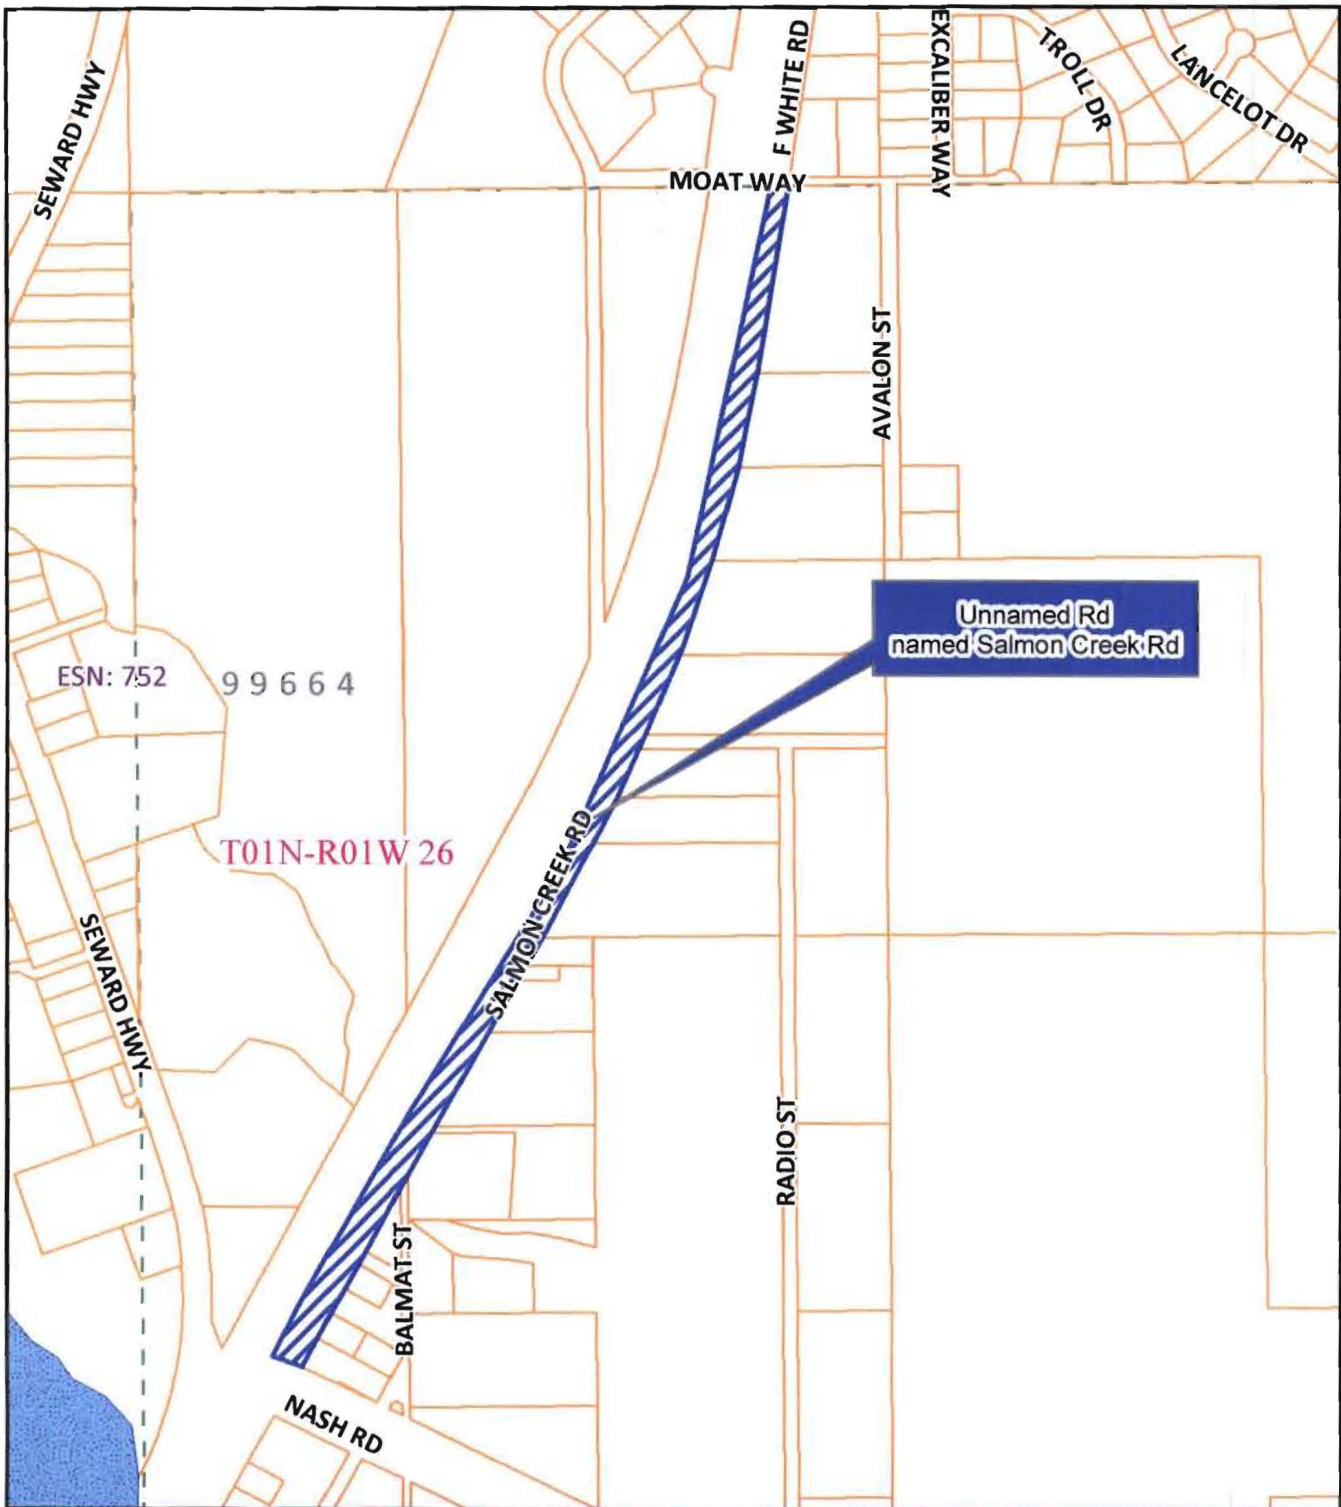 SEWARD HWY
F WHITE RD
EXCALIBER WAY
TROLL DR
LANCELOT DR
MOAT WAY
AVALON ST
Unnamed Rd
named Salmon Creek Rd
ESN: 752
99664
T01N-R01W 26
SALMON CREEK RD
SEWARD HWY
RADIO ST
BALMAT ST
NASH RD